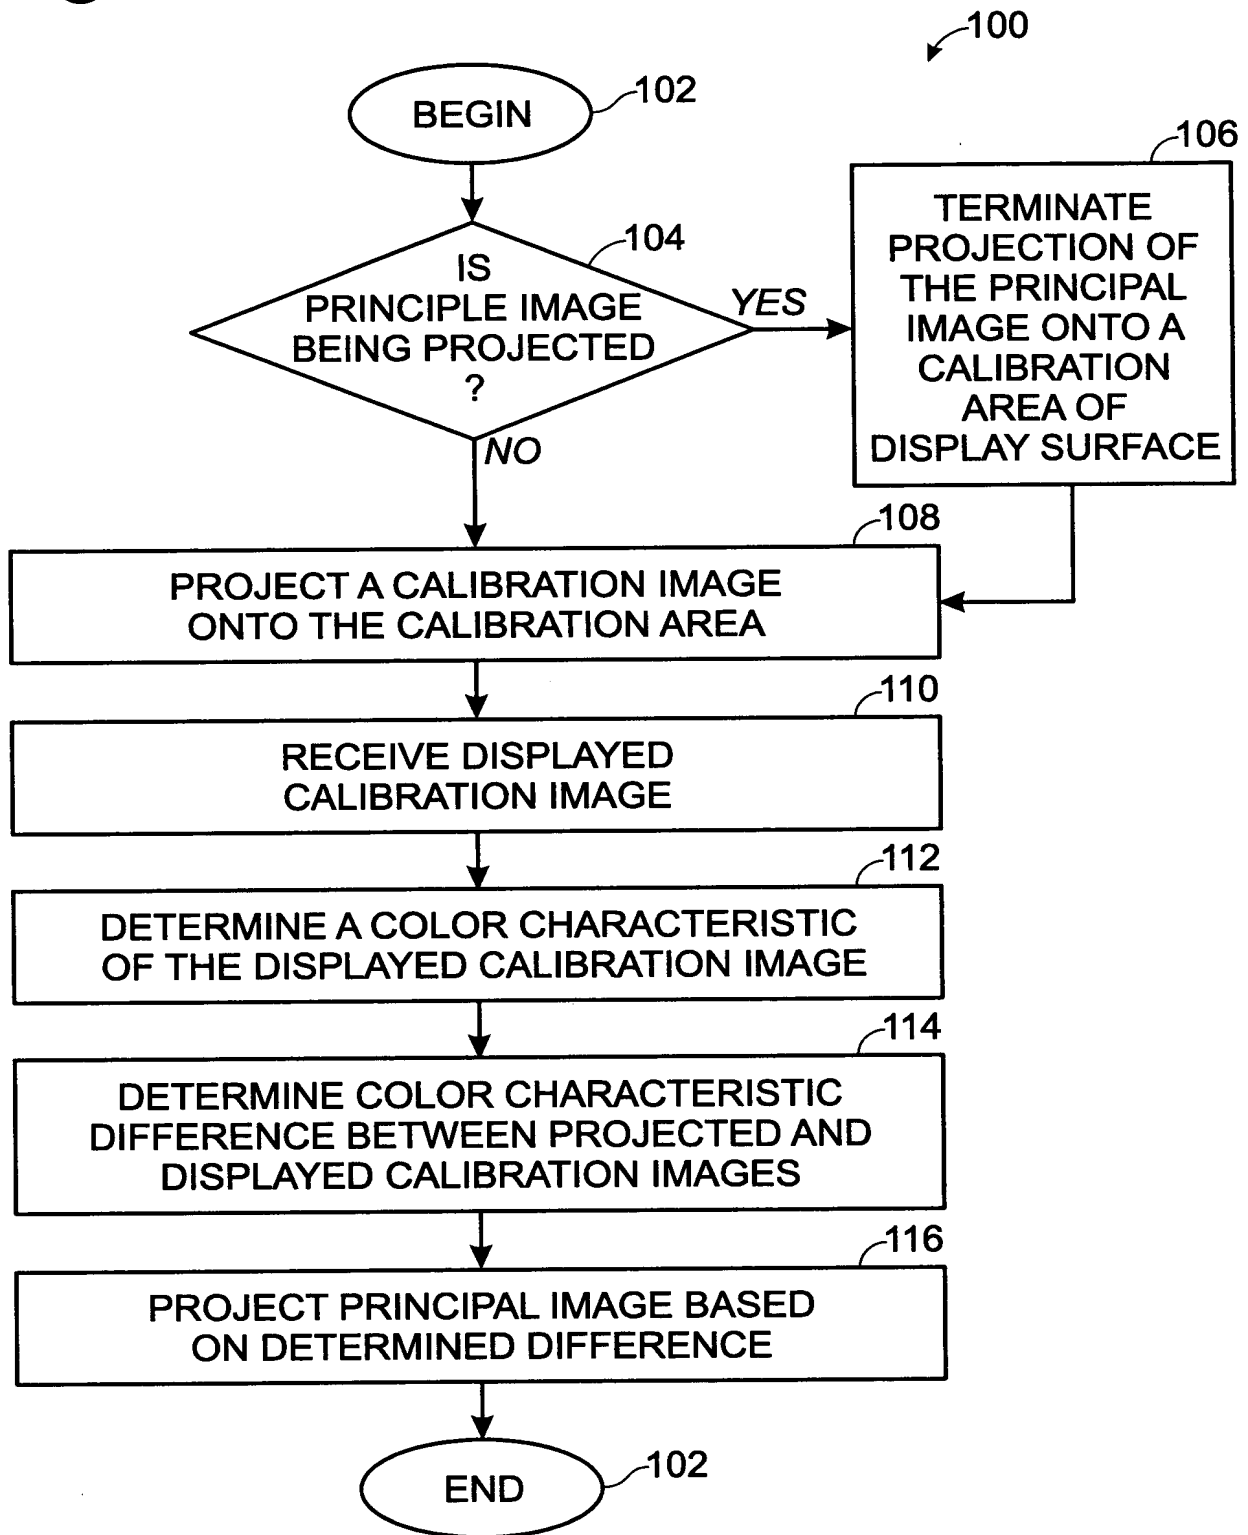 100
BEGIN
102
IS
PRINCIPLE IMAGE
BEING PROJECTED
?
104
YES
NO
106
TERMINATE
PROJECTION OF
THE PRINCIPAL
IMAGE ONTO A
CALIBRATION
AREA OF
DISPLAY SURFACE
108
PROJECT A CALIBRATION IMAGE
ONTO THE CALIBRATION AREA
110
RECEIVE DISPLAYED
CALIBRATION IMAGE
112
DETERMINE A COLOR CHARACTERISTIC
OF THE DISPLAYED CALIBRATION IMAGE
114
DETERMINE COLOR CHARACTERISTIC
DIFFERENCE BETWEEN PROJECTED AND
DISPLAYED CALIBRATION IMAGES
116
PROJECT PRINCIPAL IMAGE BASED
ON DETERMINED DIFFERENCE
END
102